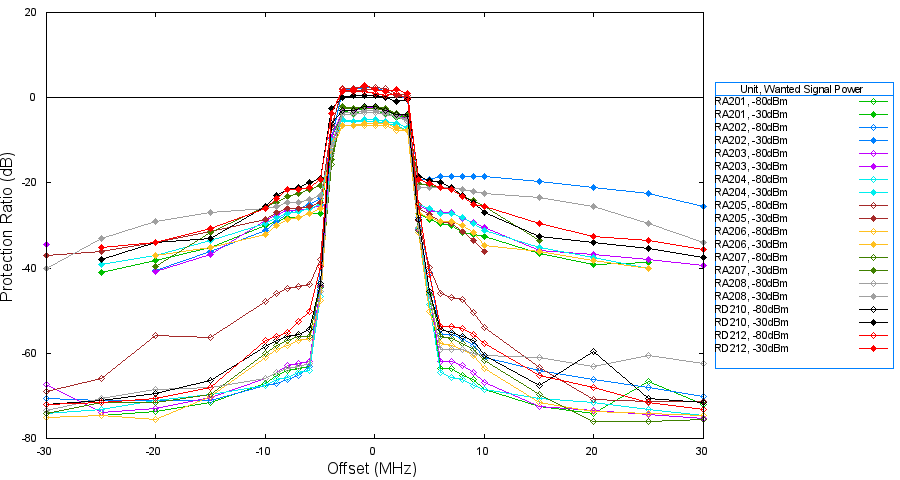 20
0
-20
-40
-60
-80
-30
-20
-10
0
10
20
30
Protection Ratio (dB)
Offset (MHz)
Unit, Wanted Signal Power
RA201, -80dBm
RA201, -30dBm
RA202, -80dBm
RA202, -30dBm
RA203, -80dBm
RA203, -30dBm
RA204, -80dBm
RA204, -30dBm
RA205, -80dBm
RA205, -30dBm
RA206, -80dBm
RA206, -30dBm
RA207, -80dBm
RA207, -30dBm
RA208, -80dBm
RA208, -30dBm
RD210, -80dBm
RD210, -30dBm
RD212, -80dBm
RD212, -30dBm